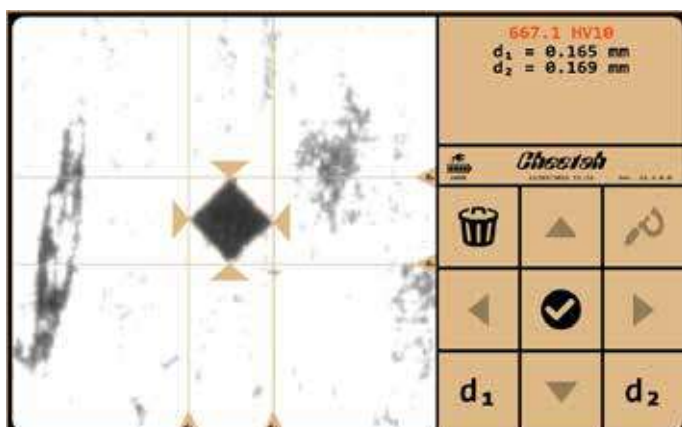 667.1 HV10
d₁ = 0.165 mm
d₂ = 0.169 mm
Cheetah
d₁
d₂